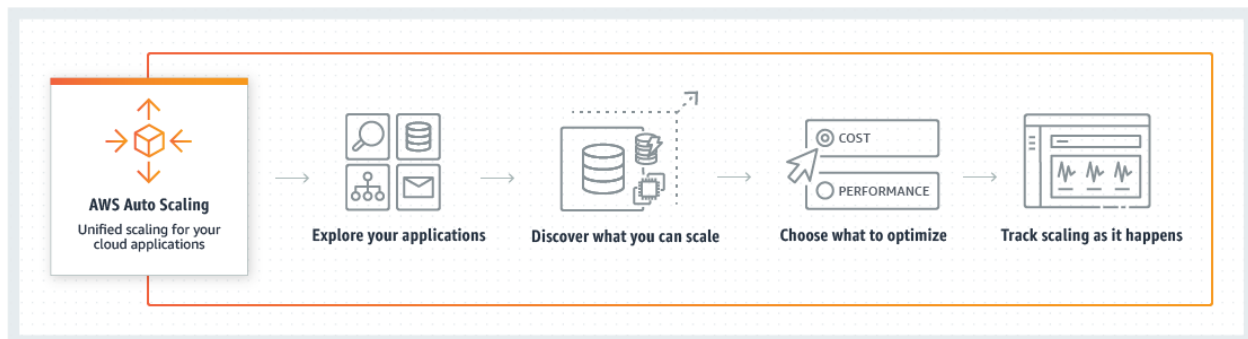 AWS Auto Scaling
Unified scaling for your
cloud applications
Explore your applications
Discover what you can scale
COST
PERFORMANCE
Choose what to optimize
Track scaling as it happens